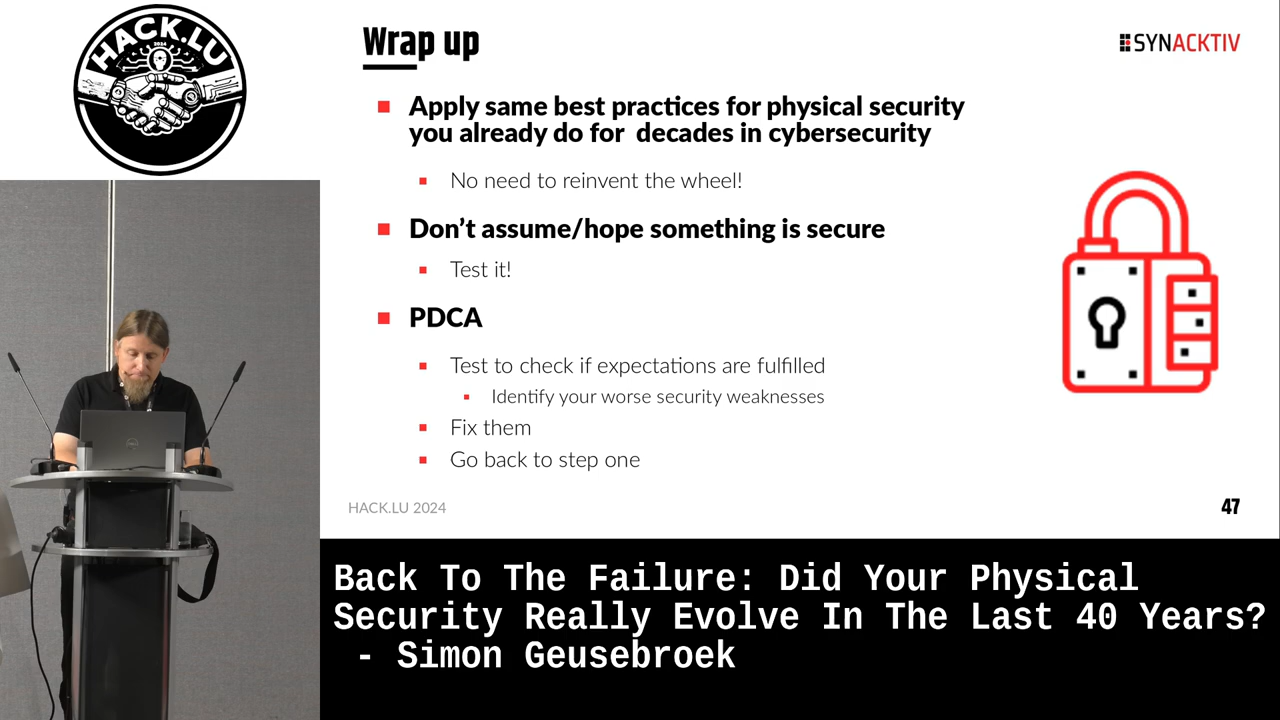 HACK.LU
2024
Wrap up
SYNACKTIV
Apply same best practices for physical security
you already do for decades in cybersecurity
No need to reinvent the wheel!
Don't assume/hope something is secure
Test it!
PDCA
Test to check if expectations are fulfilled
Identify your worse security weaknesses
Fix them
Go back to step one
HACK.LU 2024
47
Back To The Failure: Did Your Physical
Security Really Evolve In The Last 40 Years?
- Simon Geusebroek